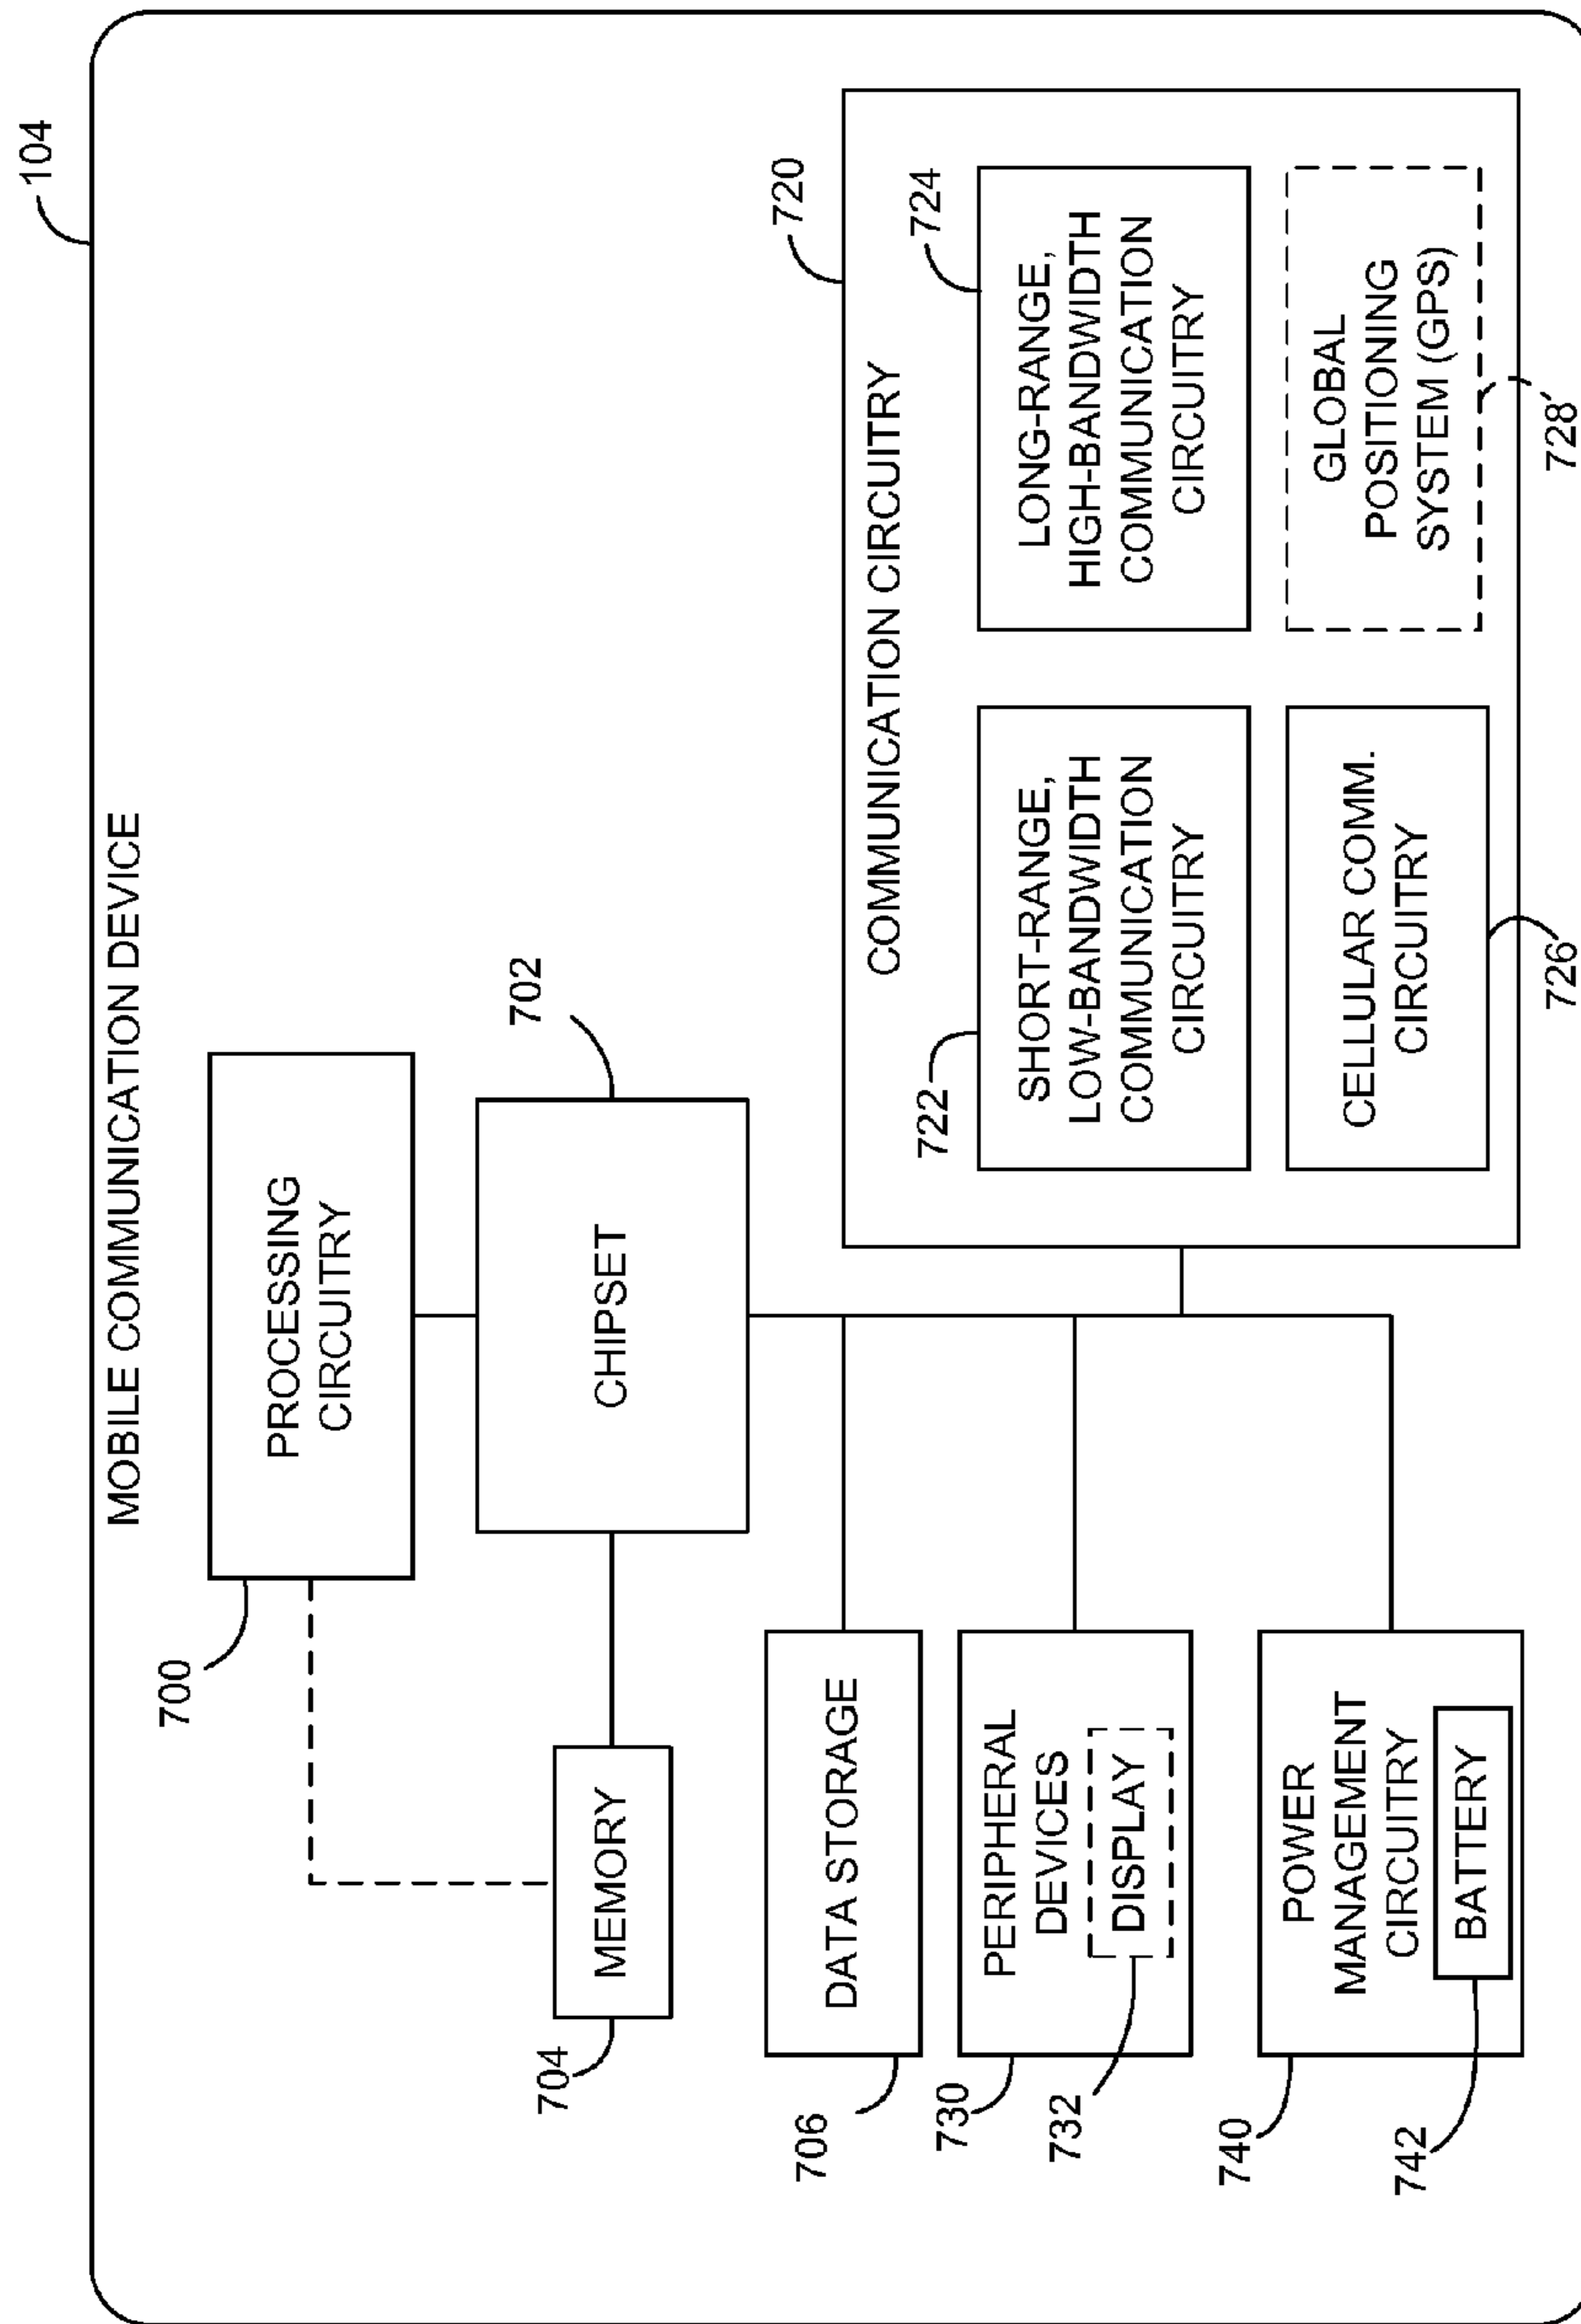 104
MOBILE COMMUNICATION DEVICE
700
PROCESSING
CIRCUITRY
702
CHIPSET
704
MEMORY
706
DATA STORAGE
730
PERIPHERAL
DEVICES
732
DISPLAY
740
POWER
MANAGEMENT
CIRCUITRY
742
BATTERY
720
COMMUNICATION CIRCUITRY
722
SHORT-RANGE,
LOW-BANDWIDTH
COMMUNICATION
CIRCUITRY
724
LONG-RANGE,
HIGH-BANDWIDTH
COMMUNICATION
CIRCUITRY
CELLULAR COMM.
CIRCUITRY
726
GLOBAL
POSITIONING
SYSTEM (GPS)
728